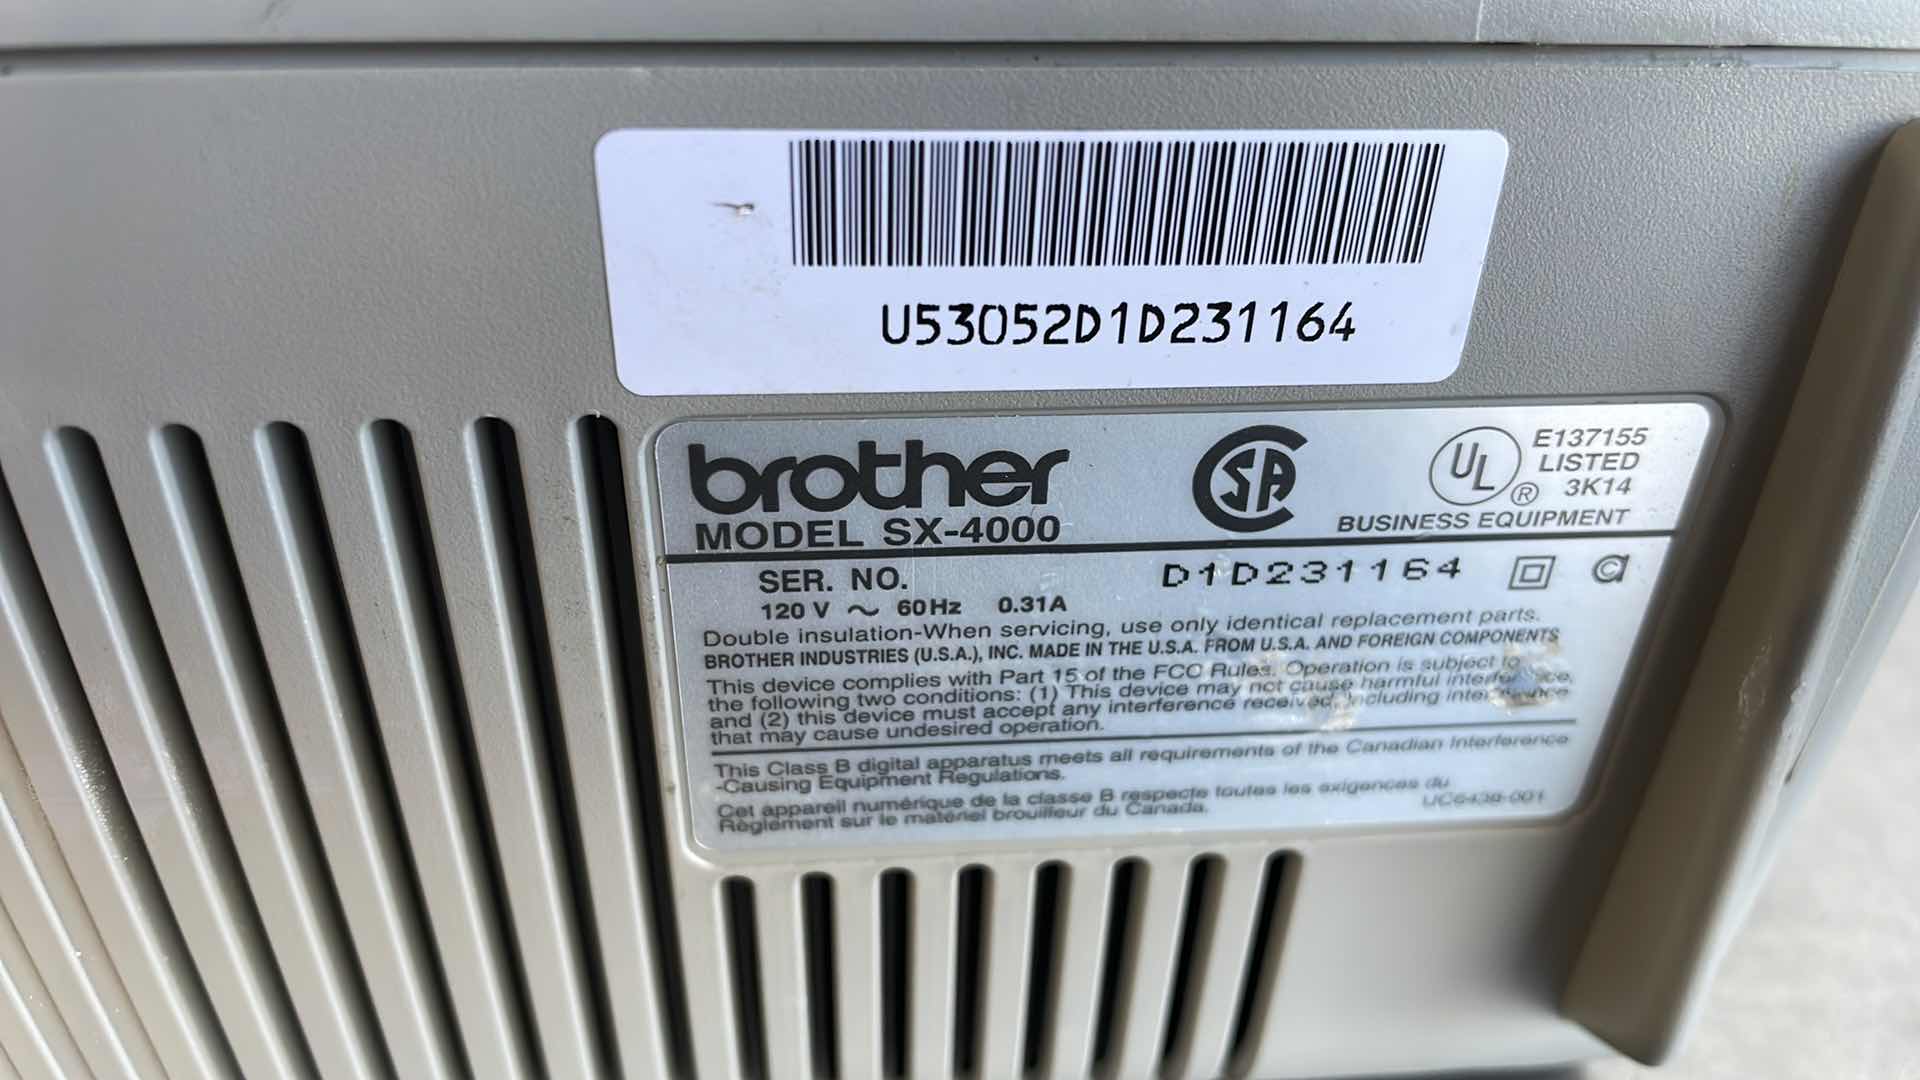 U53052D1D231164
brother
MODEL SX-4000
CSA
UL ® E137155
LISTED
3K14
BUSINESS EQUIPMENT
SER. NO. D1D231164
120 V ~ 60Hz 0.31A
Double insulation-When servicing, use only identical replacement parts.
BROTHER INDUSTRIES (U.S.A.), INC. MADE IN THE U.S.A. FROM U.S.A. AND FOREIGN COMPONENTS
This device complies with Part 15 of the FCC Rules. Operation is subject to
the following two conditions: (1) This device may not cause harmful interference,
and (2) this device must accept any interference received, including interference
that may cause undesired operation.
This Class B digital apparatus meets all requirements of the Canadian Interference
-Causing Equipment Regulations.
Cet appareil numérique de la classe B respecte toutes les exigences du
Règlement sur le matériel brouilleur du Canada.
UC6438-001